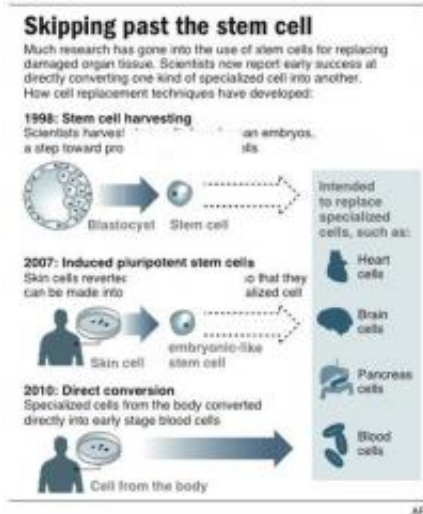 Skipping past the stem cell
Much research has gone into the use of stem cells for replacing
damaged organ tissue. Scientists now report early success at
directly converting one kind of specialized cell into another.
How cell replacement techniques have developed:
1998: Stem cell harvesting
Scientists harvest an embryos,
a step toward
Blastocyst
Stem cell
2007: Induced pluripotent stem cells
Skin cells that they
can be made into cell
Skin cell
embryonic-like
stem cell
2010: Direct conversion
Specialized cells from the body converted
directly into early stage blood cells
Cell from the body
Intended
to replace
specialized
cells, such as:
Heart
cells
Brain
cells
Pancreas
cells
Blood
cells
AP